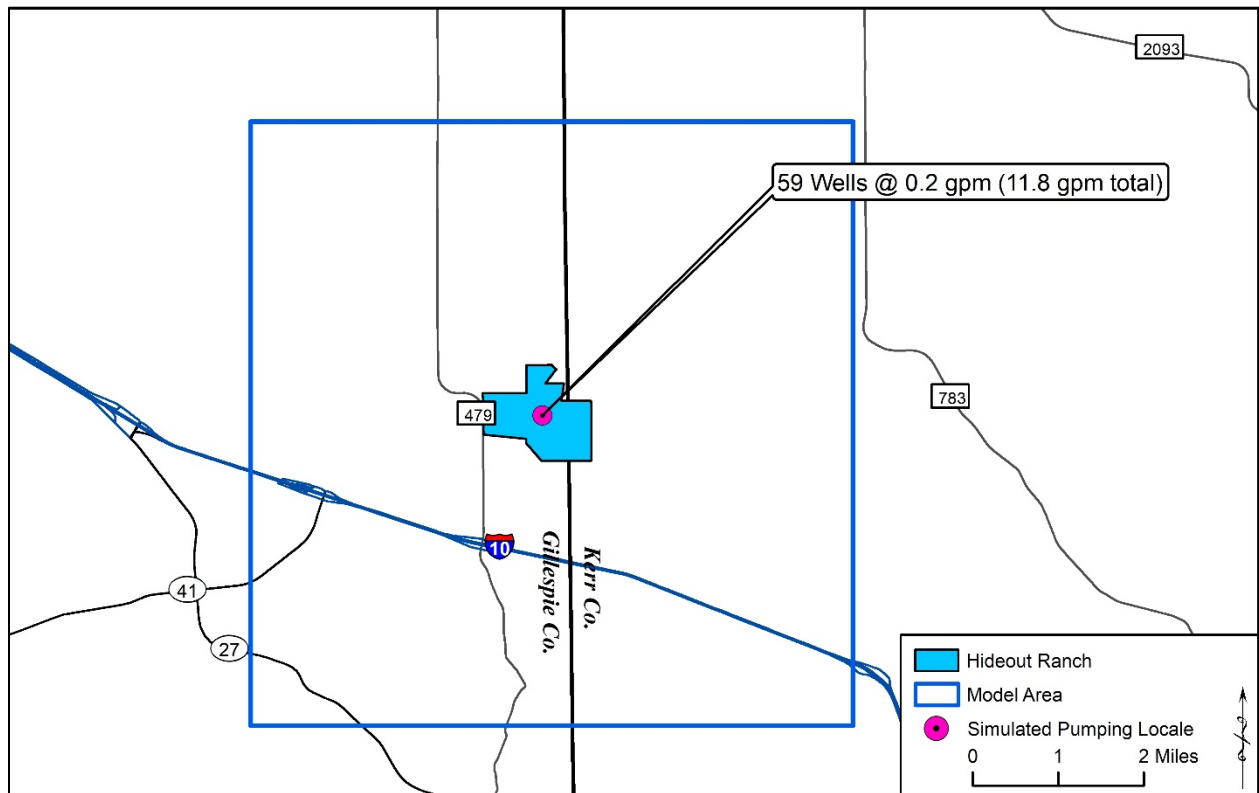 2093
59 Wells @ 0.2 gpm (11.8 gpm total)
783
479
10
Kerr Co.
Gillespie Co.
41
27
Hideout Ranch
Model Area
Simulated Pumping Locale
0 1 2 Miles